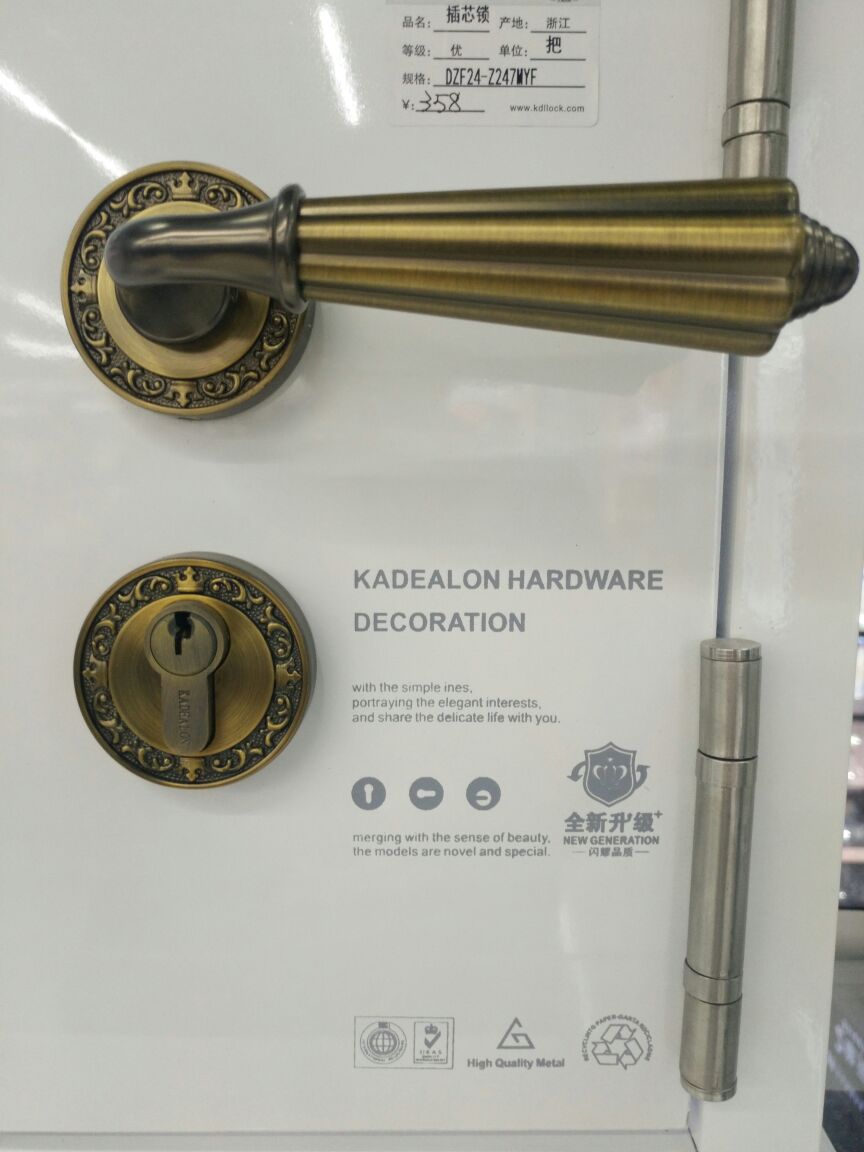 品名: 插芯锁 产地: 浙江
等级: 优 单位: 把
规格: DZF24-Z247WYF
¥: 358 www.kdllock.com
KADEALON
KADEALON HARDWARE
DECORATION
with the simple ines,
portraying the elegant interests,
and share the delicate life with you.
merging with the sense of beauty.
the models are novel and special.
全新升级+
NEW GENERATION
闪耀品质
High Quality Metal